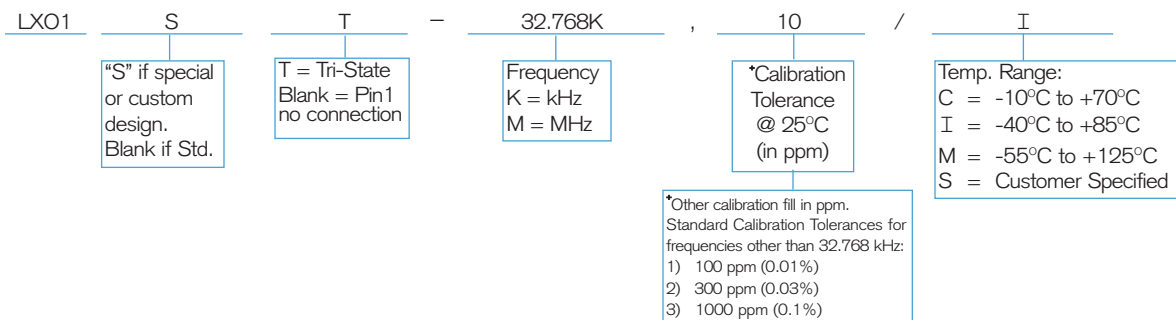 LXO1 S T – 32.768K , 10 / I
“S” if special
or custom
design.
Blank if Std.
T = Tri-State
Blank = Pin1
no connection
Frequency
K = kHz
M = MHz
+Calibration
Tolerance
@ 25°C
(in ppm)
+Other calibration fill in ppm.
Standard Calibration Tolerances for
frequencies other than 32.768 kHz:
1) 100 ppm (0.01%)
2) 300 ppm (0.03%)
3) 1000 ppm (0.1%)
Temp. Range:
C = -10°C to +70°C
I = -40°C to +85°C
M = -55°C to +125°C
S = Customer Specified